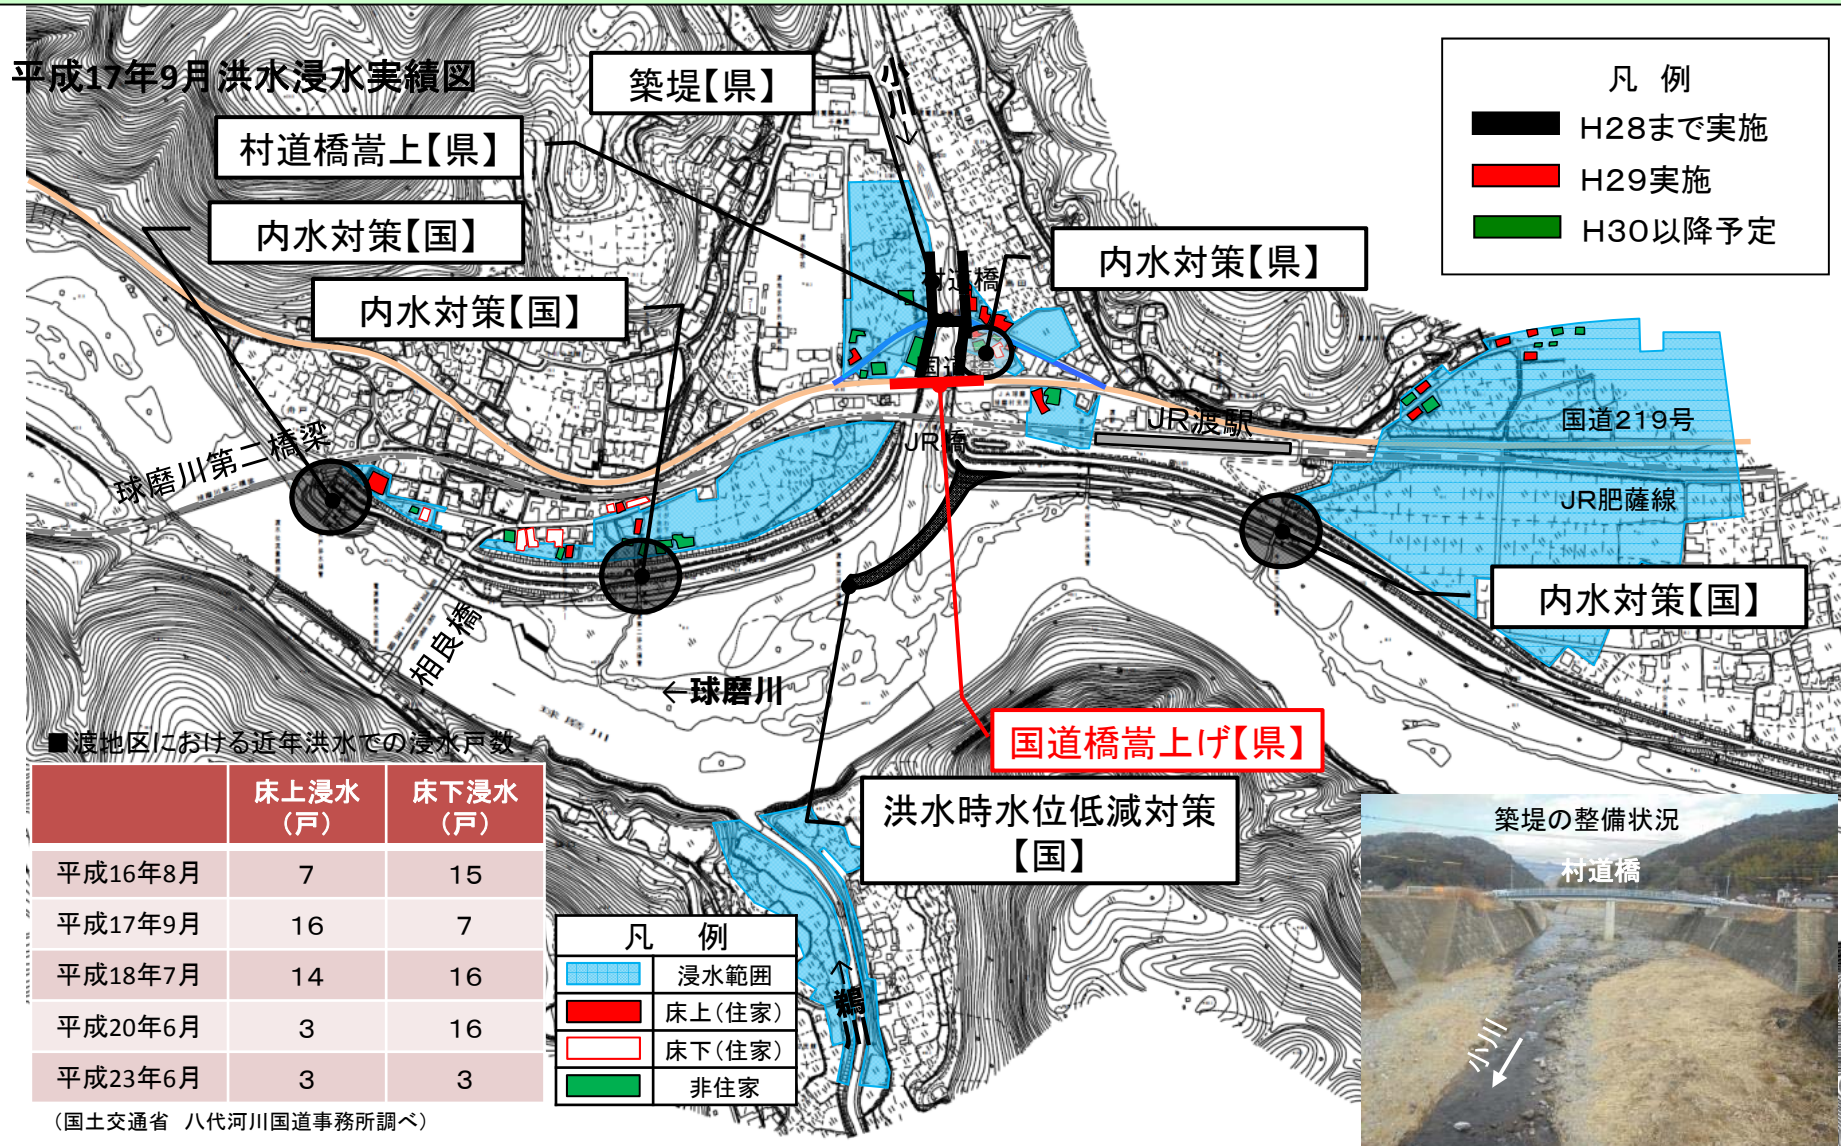 平成17年9月洪水浸水実績図
築堤【県】
小川
↓
村道橋嵩上【県】
内水対策【国】
内水対策【国】
内水対策【県】
凡 例
H28まで実施
H29実施
H30以降予定
村道橋
国道
JR渡駅
JR橋
国道219号
JR肥薩線
球磨川第二橋梁
相良橋
←球磨川
内水対策【国】
国道橋嵩上げ【県】
洪水時水位低減対策
【国】
■渡地区における近年洪水での浸水戸数
床上浸水（戸） 床下浸水（戸）
平成16年8月 7 15
平成17年9月 16 7
平成18年7月 14 16
平成20年6月 3 16
平成23年6月 3 3
（国土交通省 八代河川国道事務所調べ）
凡 例
浸水範囲
床上（住家）
床下（住家）
非住家
←鵜川
築堤の整備状況
村道橋
小川